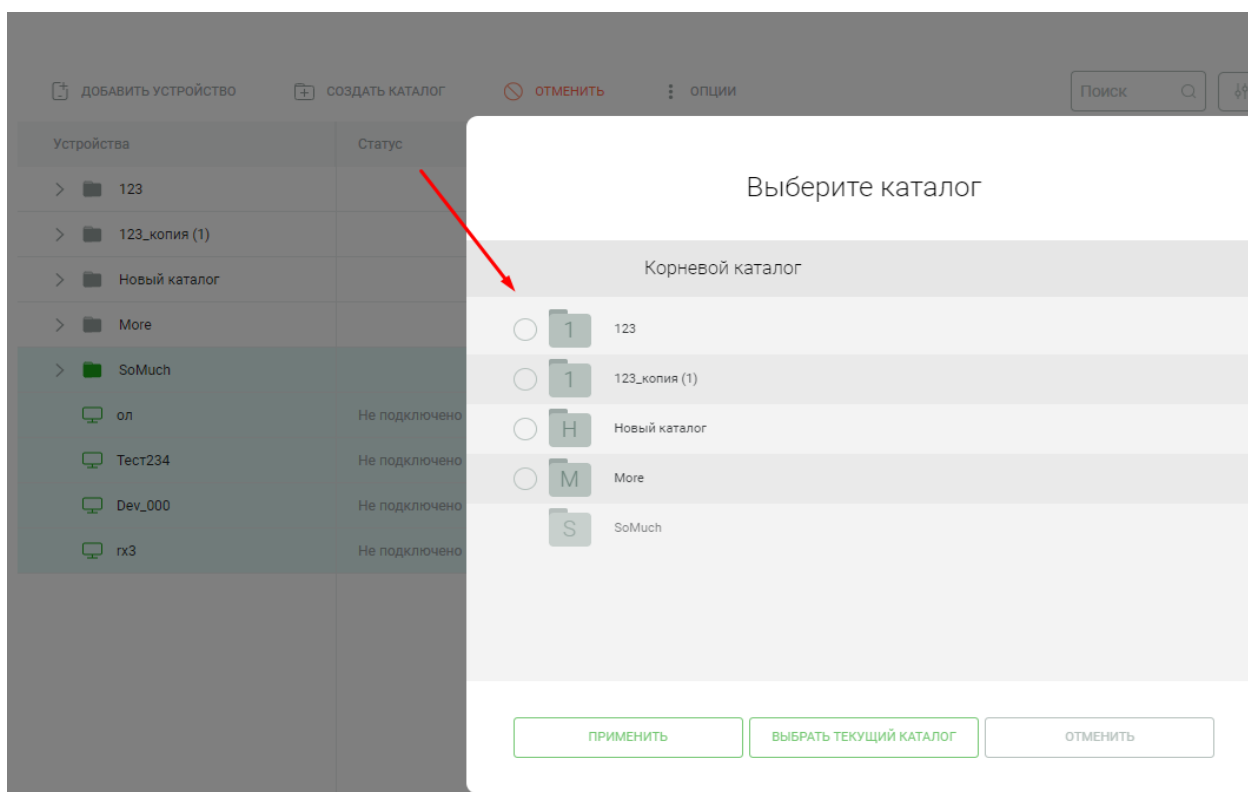 ДОБАВИТЬ УСТРОЙСТВО СОЗДАТЬ КАТАЛОГ ОТМЕНИТЬ ОПЦИИ Поиск
Устройства Статус
123
123_копия (1)
Новый каталог
More
SoMuch
ол Не подключено
Тест234 Не подключено
Dev_000 Не подключено
rx3 Не подключено
Выберите каталог
Корневой каталог
1 123
1 123_копия (1)
Н Новый каталог
M More
S SoMuch
ПРИМЕНИТЬ ВЫБРАТЬ ТЕКУЩИЙ КАТАЛОГ ОТМЕНИТЬ